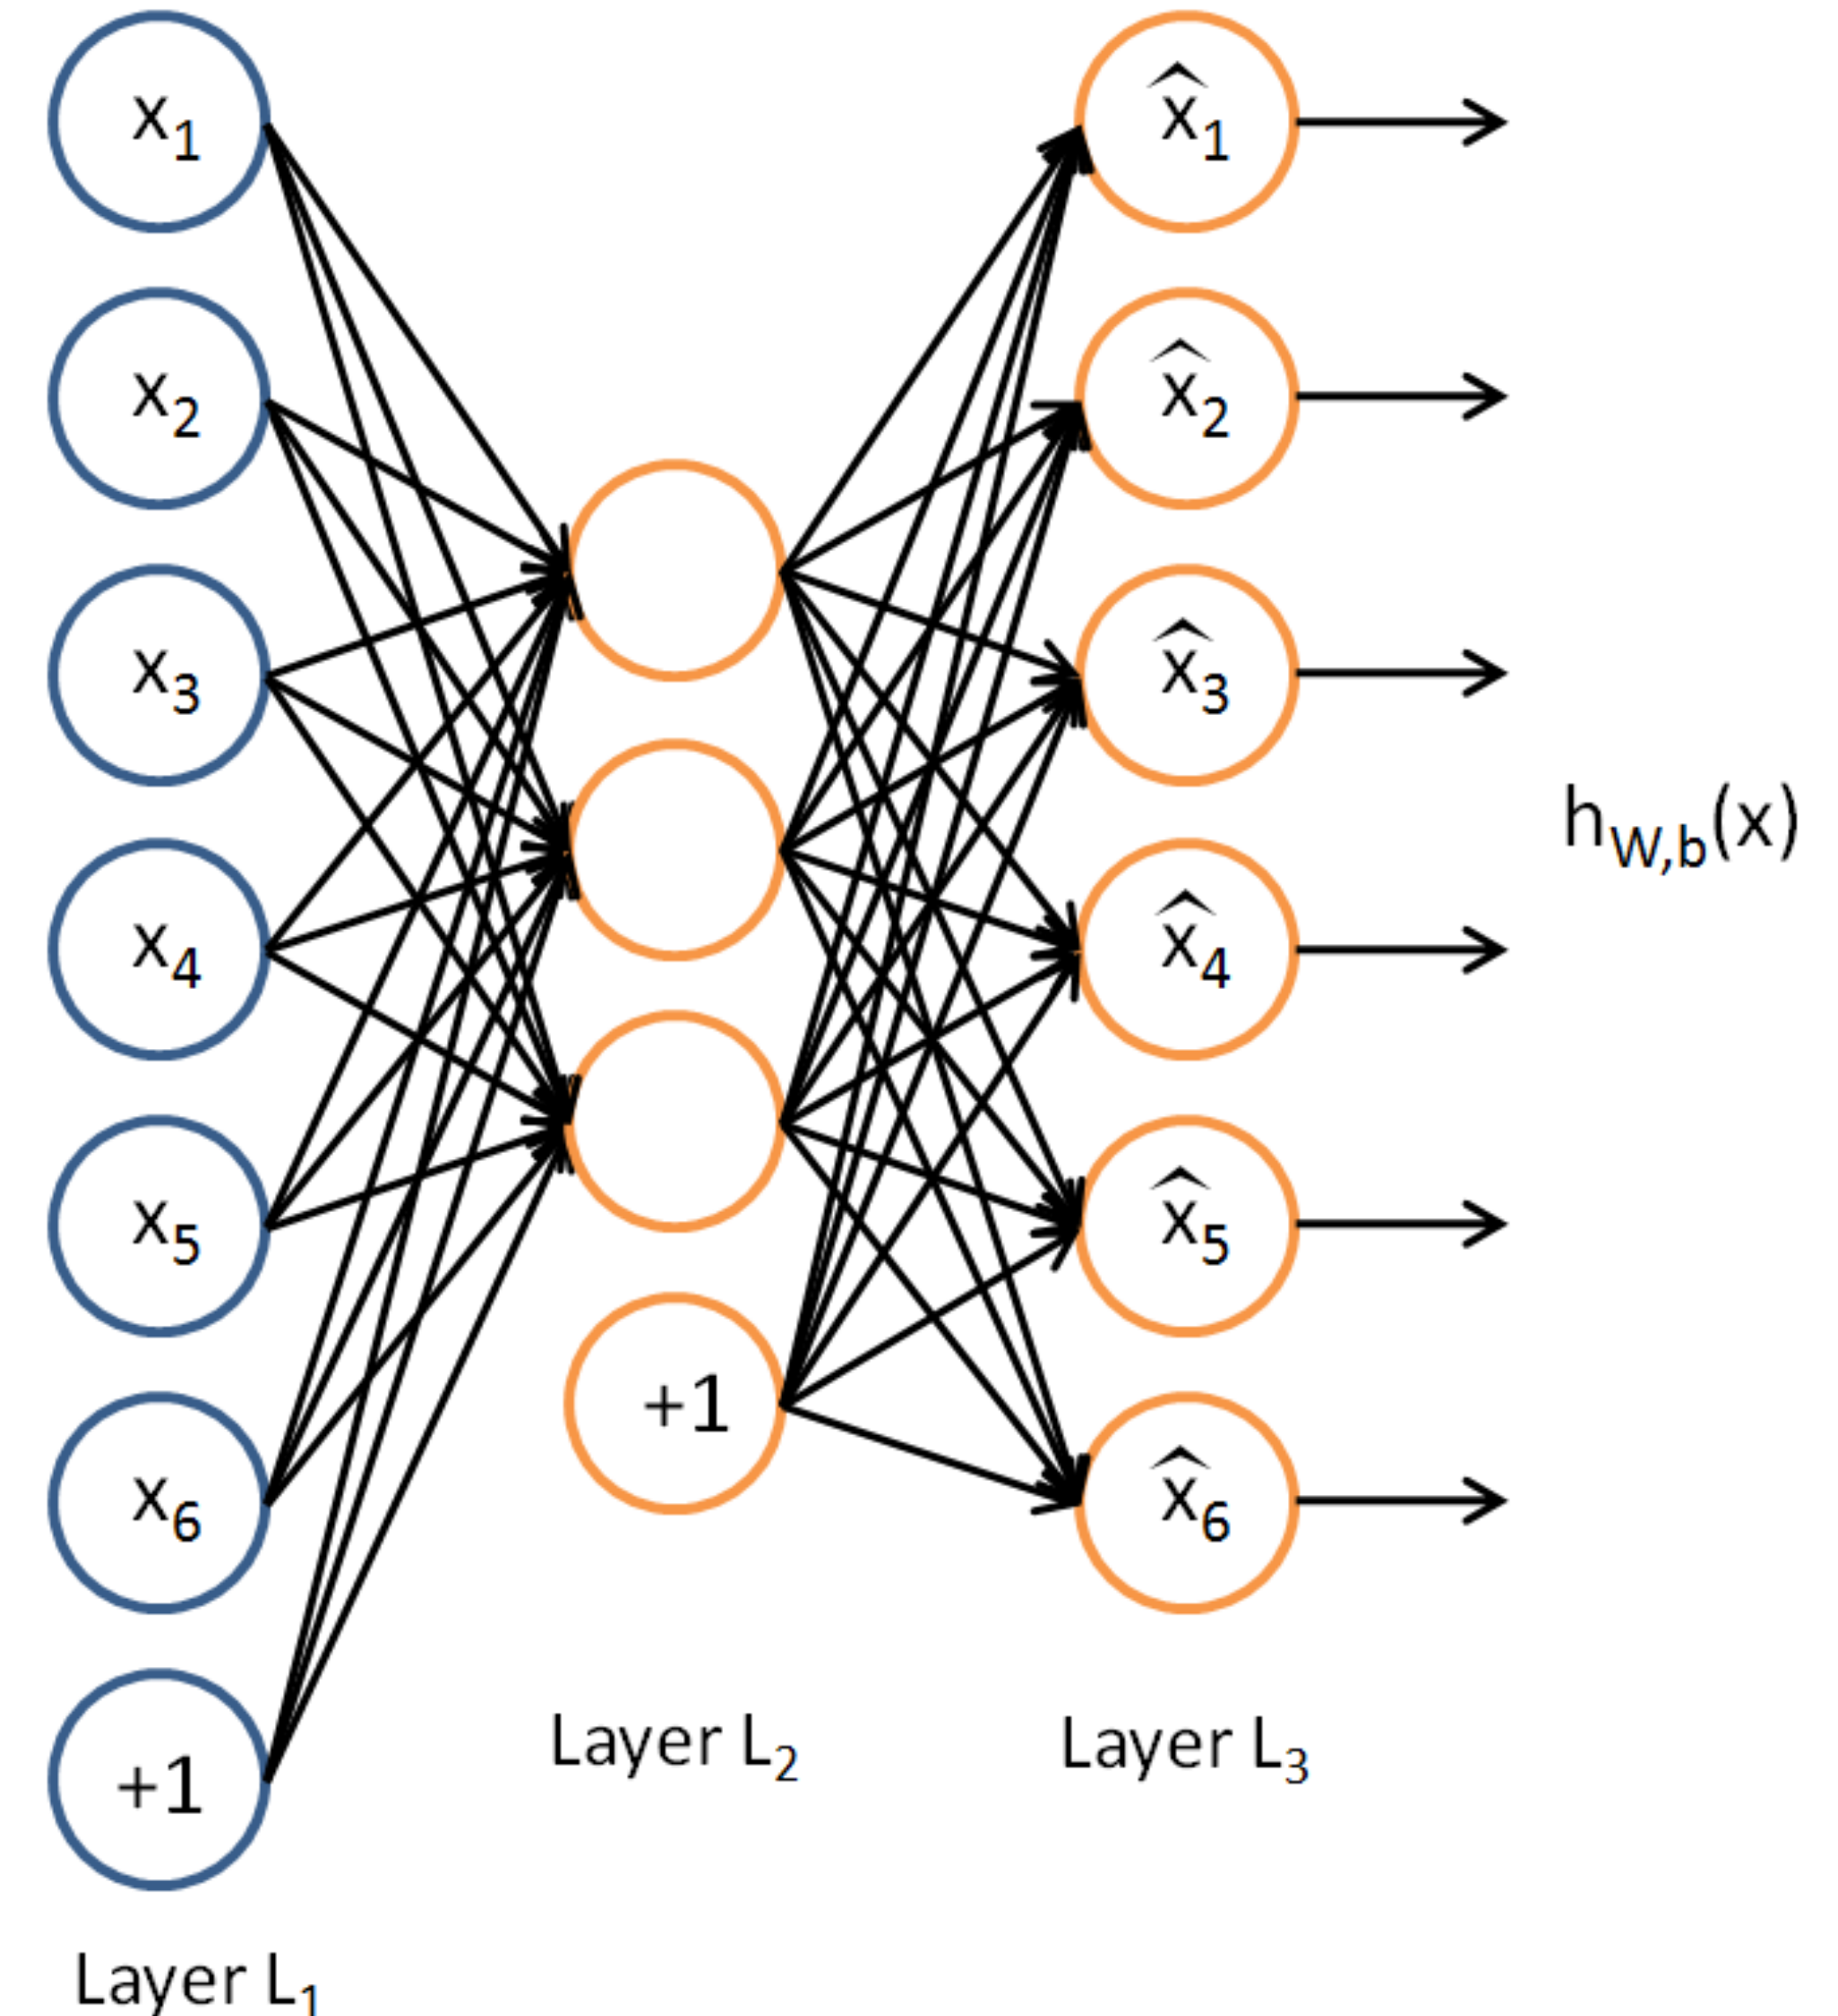 x1
x2
x3
x4
x5
x6
+1
Layer L1
+1
Layer L2
x̂1
x̂2
x̂3
x̂4
x̂5
x̂6
Layer L3
hW,b(x)